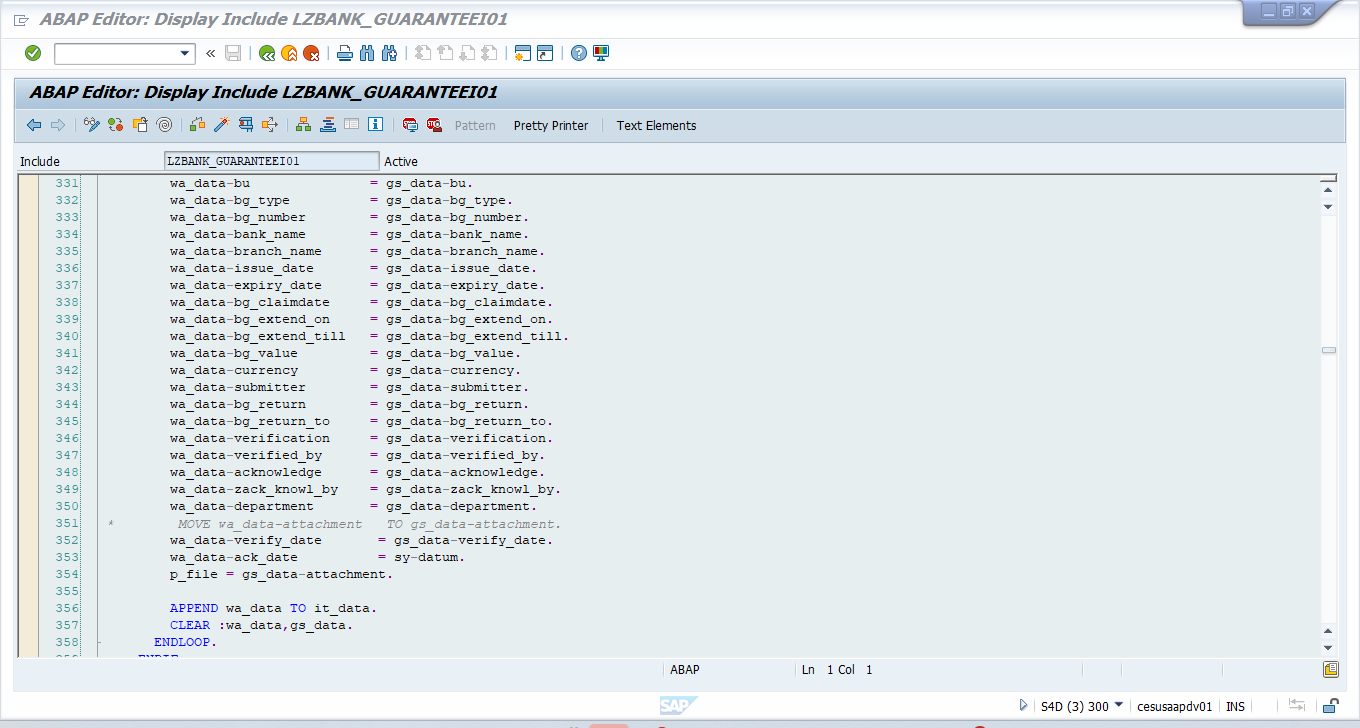 ABAP Editor: Display Include LZBANK_GUARANTEEI01
ABAP Editor: Display Include LZBANK_GUARANTEEI01
Pattern Pretty Printer Text Elements
Include LZBANK_GUARANTEEI01 Active
331 wa_data-bu = gs_data-bu.
332 wa_data-bg_type = gs_data-bg_type.
333 wa_data-bg_number = gs_data-bg_number.
334 wa_data-bank_name = gs_data-bank_name.
335 wa_data-branch_name = gs_data-branch_name.
336 wa_data-issue_date = gs_data-issue_date.
337 wa_data-expiry_date = gs_data-expiry_date.
338 wa_data-bg_claimdate = gs_data-bg_claimdate.
339 wa_data-bg_extend_on = gs_data-bg_extend_on.
340 wa_data-bg_extend_till = gs_data-bg_extend_till.
341 wa_data-bg_value = gs_data-bg_value.
342 wa_data-currency = gs_data-currency.
343 wa_data-submitter = gs_data-submitter.
344 wa_data-bg_return = gs_data-bg_return.
345 wa_data-bg_return_to = gs_data-bg_return_to.
346 wa_data-verification = gs_data-verification.
347 wa_data-verified_by = gs_data-verified_by.
348 wa_data-acknowledge = gs_data-acknowledge.
349 wa_data-zack_knowl_by = gs_data-zack_knowl_by.
350 wa_data-department = gs_data-department.
351 * MOVE wa_data-attachment TO gs_data-attachment.
352 wa_data-verify_date = gs_data-verify_date.
353 wa_data-ack_date = sy-datum.
354 p_file = gs_data-attachment.
355
356 APPEND wa_data TO it_data.
357 CLEAR :wa_data,gs_data.
358 ENDLOOP.
ABAP Ln 1 Col 1
SAP S4D (3) 300 cesusaapdv01 INS